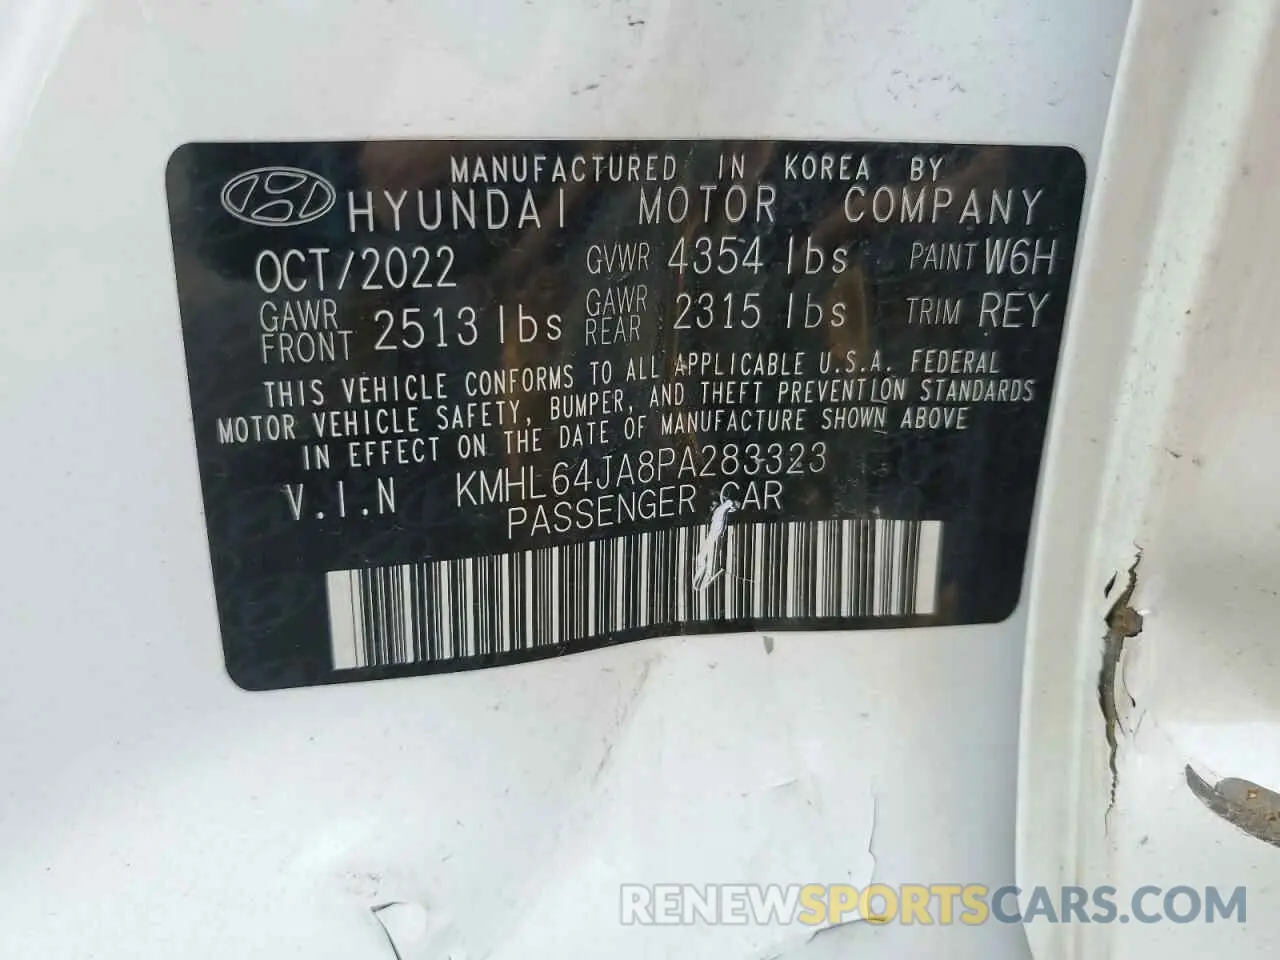 MANUFACTURED IN KOREA BY
HYUNDAI MOTOR COMPANY
OCT/2022 GVWR 4354 lbs PAINT W6H
GAWR FRONT 2513 lbs GAWR REAR 2315 lbs TRIM REY
THIS VEHICLE CONFORMS TO ALL APPLICABLE U.S.A. FEDERAL
MOTOR VEHICLE SAFETY, BUMPER, AND THEFT PREVENTION STANDARDS
IN EFFECT ON THE DATE OF MANUFACTURE SHOWN ABOVE
V.I.N KMHL64JA8PA283323
PASSENGER CAR
RENEWSPORTSCARS.COM